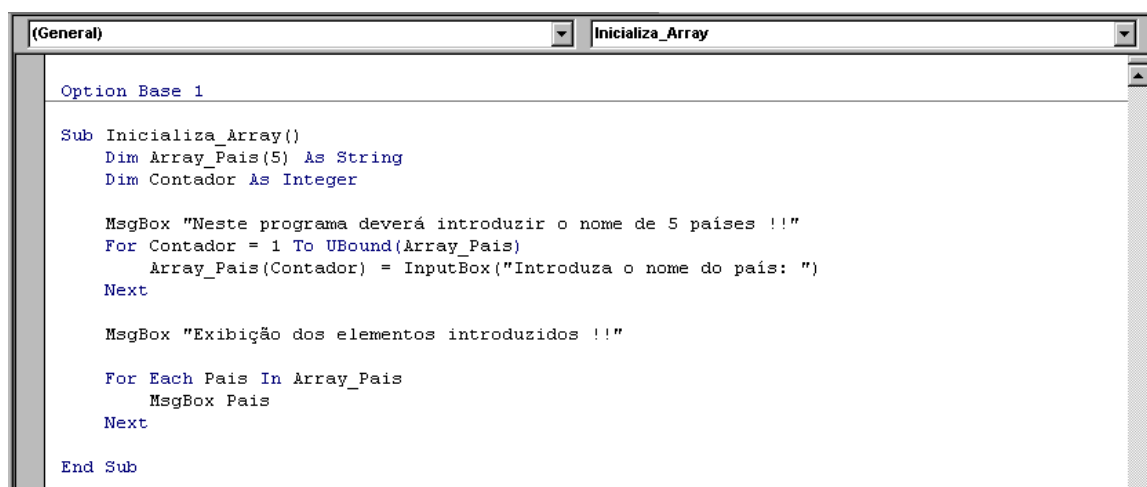 (General) Inicializa_Array
Option Base 1
Sub Inicializa_Array()
Dim Array_Pais(5) As String
Dim Contador As Integer
MsgBox "Neste programa deverá introduzir o nome de 5 países !!"
For Contador = 1 To UBound(Array_Pais)
Array_Pais(Contador) = InputBox("Introduza o nome do país: ")
Next
MsgBox "Exibição dos elementos introduzidos !!"
For Each Pais In Array_Pais
MsgBox Pais
Next
End Sub